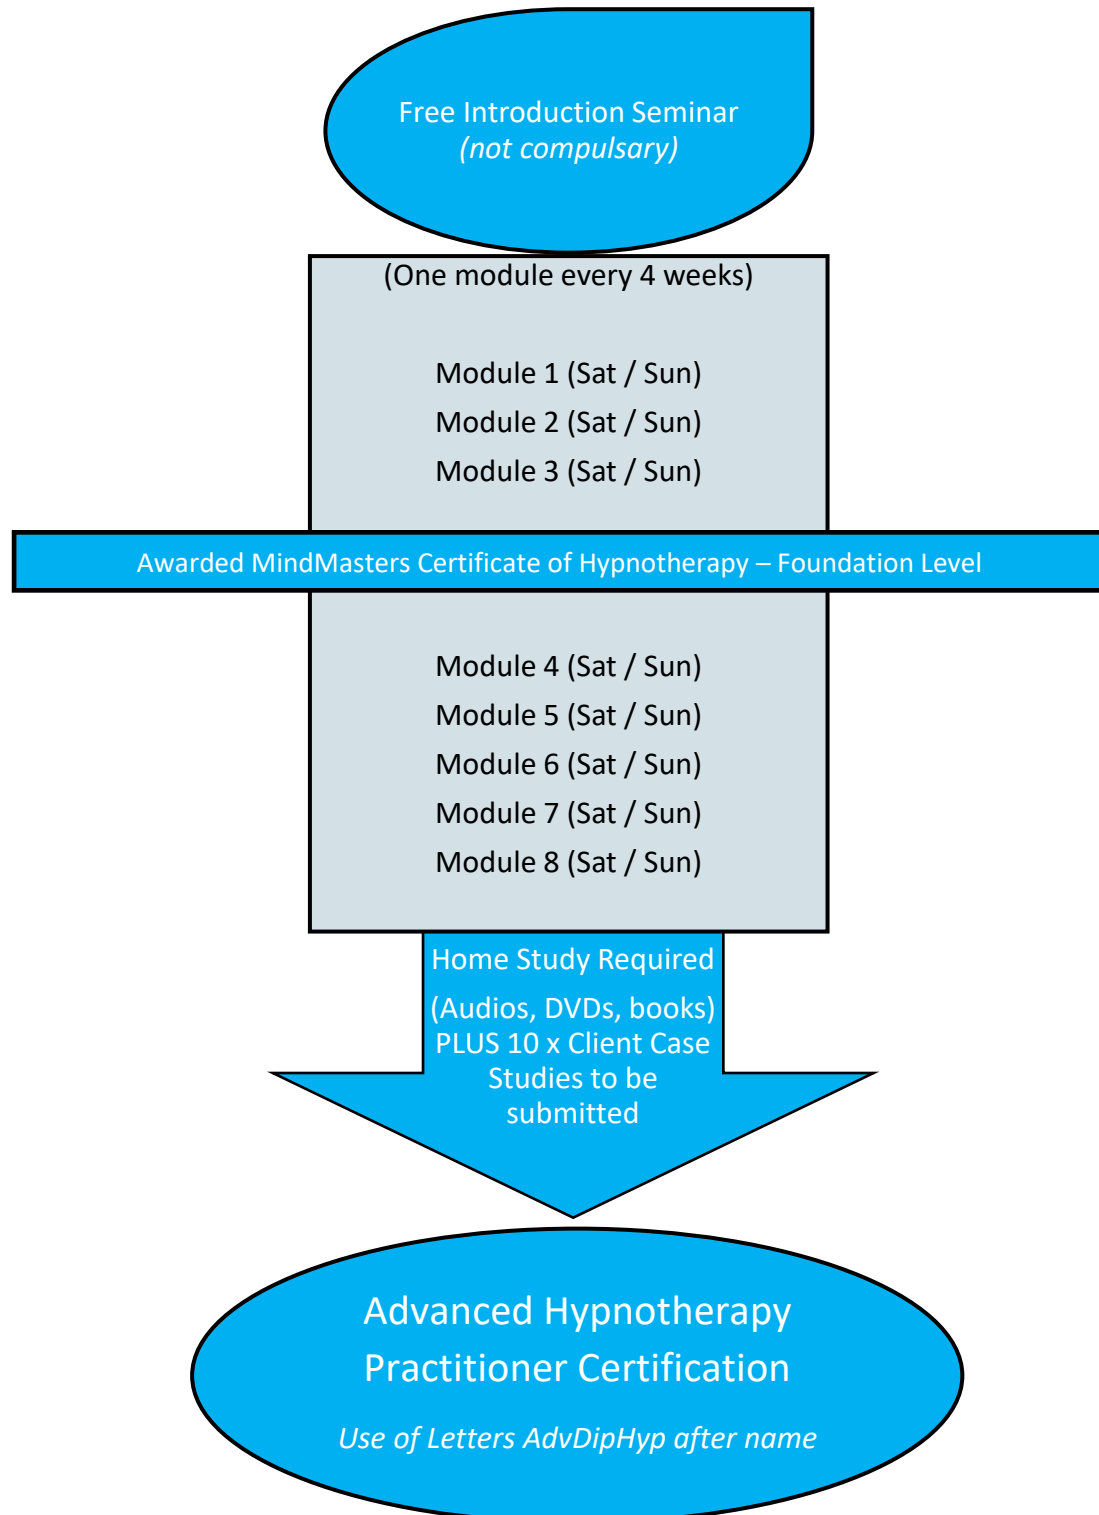 Free Introduction Seminar
(not compulsary)
(One module every 4 weeks)
Module 1 (Sat / Sun)
Module 2 (Sat / Sun)
Module 3 (Sat / Sun)
Awarded MindMasters Certificate of Hypnotherapy – Foundation Level
Module 4 (Sat / Sun)
Module 5 (Sat / Sun)
Module 6 (Sat / Sun)
Module 7 (Sat / Sun)
Module 8 (Sat / Sun)
Home Study Required
(Audios, DVDs, books)
PLUS 10 x Client Case
Studies to be
submitted
Advanced Hypnotherapy
Practitioner Certification
Use of Letters AdvDipHyp after name